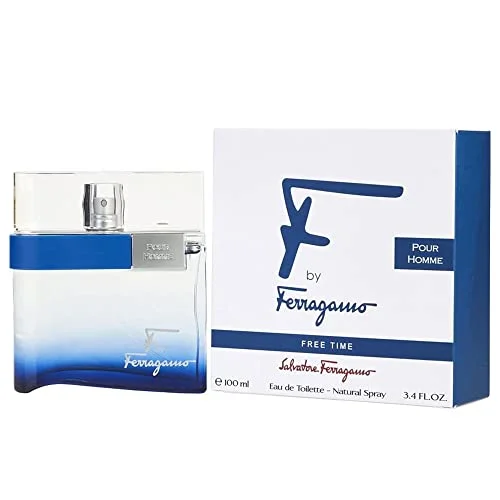 POUR
HOMME
F
by
Ferragamo
F
by
Ferragamo
POUR
HOMME
FREE TIME
Salvatore Ferragamo
e 100 ml Eau de Toilette - Natural Spray 3.4 FL.OZ.